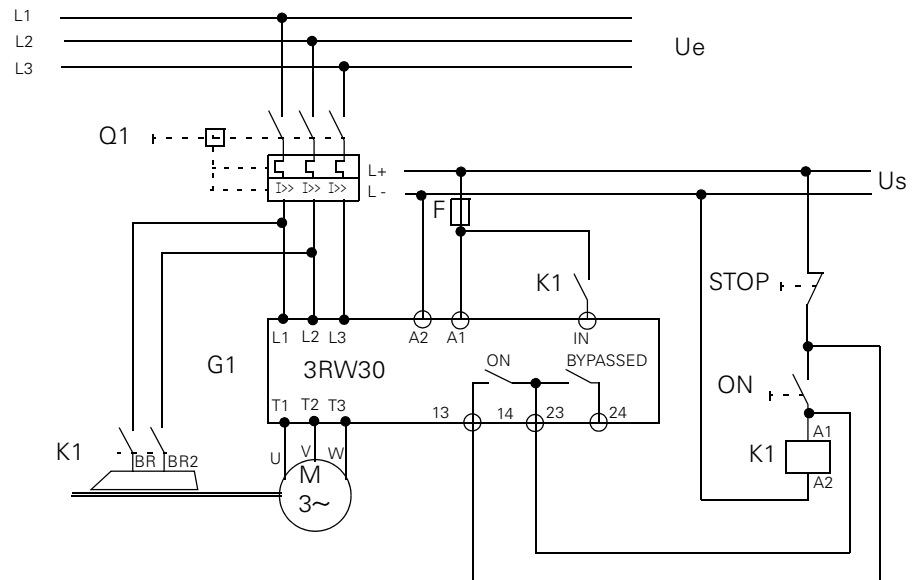 L1
L2
L3
Ue
Q1
I>> I>> I>>
L+
L -
Us
F
K1
STOP
L1 L2 L3
A2 A1
IN
G1
3RW30
ON
BYPASSED
T1 T2 T3
13 14 23 24
ON
K1
BR BR2
U V W
M
3~
K1
A1
A2